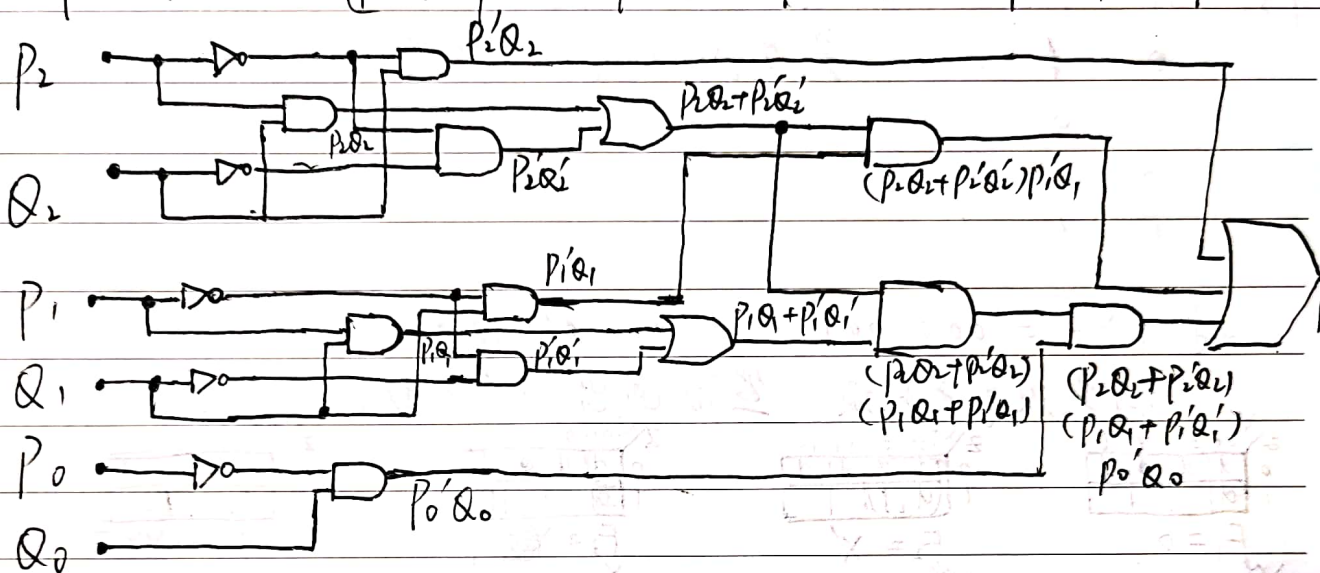 P₂
P₂'Q₂
P₂Q₂
P₂Q₂+P₂'Q₂'
P₂'Q₂'
(P₂Q₂+P₂'Q₂')P₁'Q₁
Q₂
P₁
P₁'Q₁
P₁Q₁
P₁'Q₁'
P₁Q₁+P₁'Q₁'
(P₂Q₂+P₂'Q₂)
(P₁Q₁+P₁'Q₁)
(P₂Q₂+P₂'Q₂)
(P₁Q₁+P₁'Q₁')
P₀'Q₀
Q₁
P₀
P₀'Q₀
Q₀